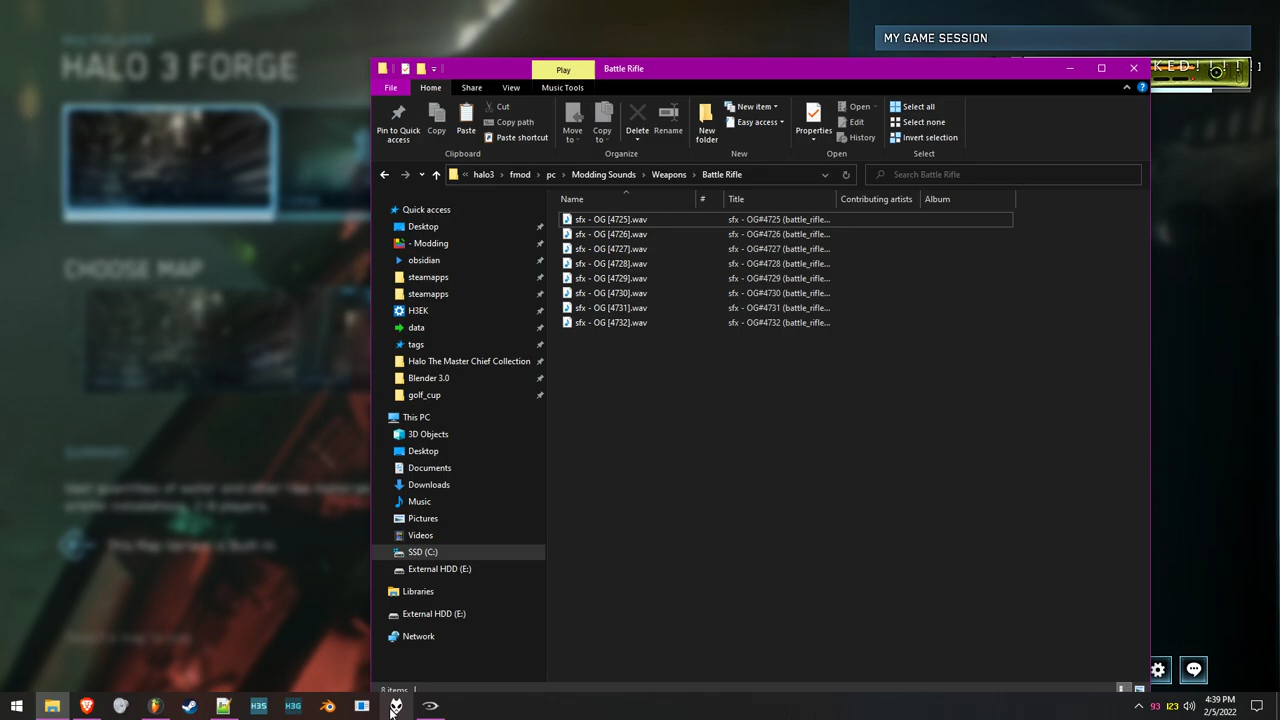 MULTIPLAYER
HALO 3 FORGE
CHOOSE MAP
SUMMARY
MY GAME SESSION
KED!!!!
Play
Battle Rifle
File
Home
Share
View
Music Tools
Pin to Quick access
Copy
Paste
Cut
Copy path
Paste shortcut
Clipboard
Move to
Copy to
Delete
Rename
Organize
New folder
New item
Easy access
New
Properties
Open
Edit
History
Open
Select all
Select none
Invert selection
Select
« halo3 > fmod > pc > Modding Sounds > Weapons > Battle Rifle
Search Battle Rifle
Name
#
Title
Contributing artists
Album
sfx - OG [4725].wav sfx - OG#4725 (battle_rifle...
sfx - OG [4726].wav sfx - OG#4726 (battle_rifle...
sfx - OG [4727].wav sfx - OG#4727 (battle_rifle...
sfx - OG [4728].wav sfx - OG#4728 (battle_rifle...
sfx - OG [4729].wav sfx - OG#4729 (battle_rifle...
sfx - OG [4730].wav sfx - OG#4730 (battle_rifle...
sfx - OG [4731].wav sfx - OG#4731 (battle_rifle...
sfx - OG [4732].wav sfx - OG#4732 (battle_rifle...
Quick access
Desktop
- Modding
obsidian
steamapps
steamapps
H3EK
data
tags
Halo The Master Chief Collection
Blender 3.0
golf_cup
This PC
3D Objects
Desktop
Documents
Downloads
Music
Pictures
Videos
SSD (C:)
External HDD (E:)
Libraries
External HDD (E:)
Network
8 items
H3S
H3G
93
123
4:39 PM
2/5/2022